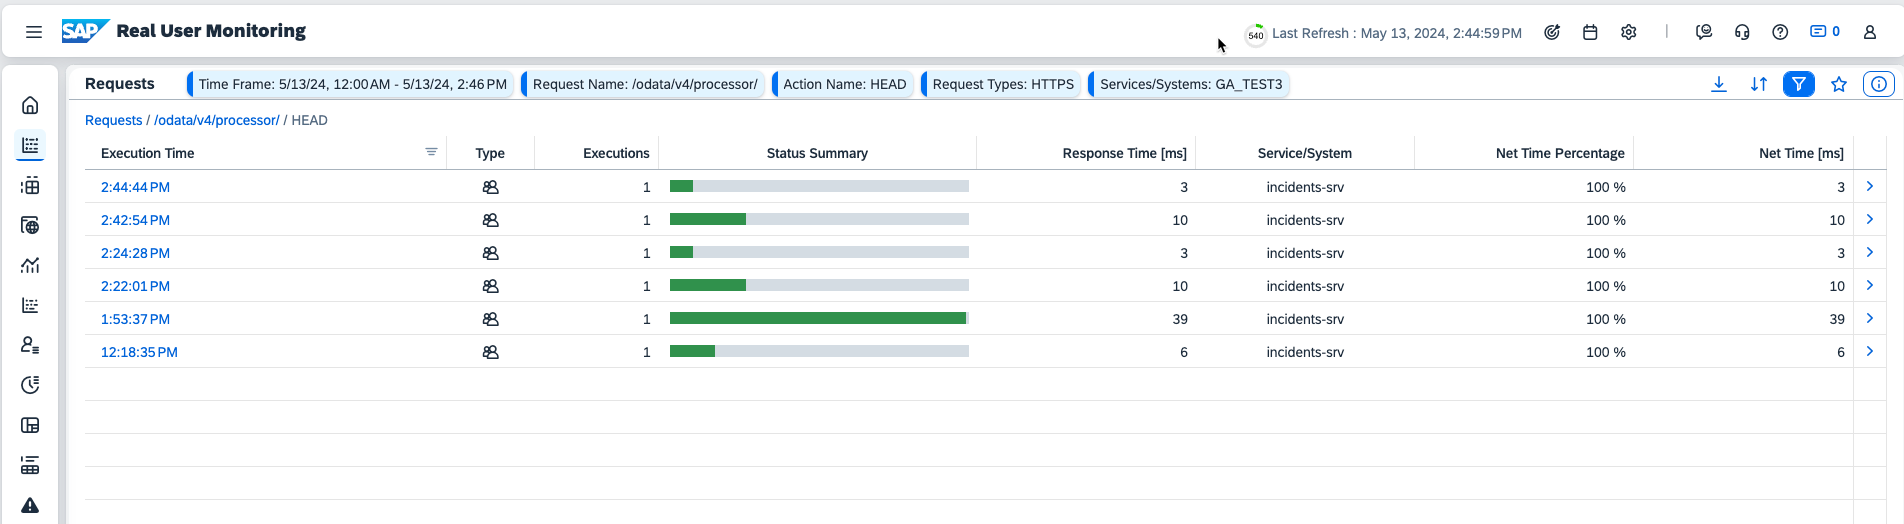 SAP Real User Monitoring 540 Last Refresh : May 13, 2024, 2:44:59 PM 0
Requests Time Frame: 5/13/24, 12:00 AM - 5/13/24, 2:46 PM Request Name: /odata/v4/processor/ Action Name: HEAD Request Types: HTTPS Services/Systems: GA_TEST3
Requests / /odata/v4/processor/ / HEAD
Execution Time Type Executions Status Summary Response Time [ms] Service/System Net Time Percentage Net Time [ms]
2:44:44 PM 1 3 incidents-srv 100 % 3
2:42:54 PM 1 10 incidents-srv 100 % 10
2:24:28 PM 1 3 incidents-srv 100 % 3
2:22:01 PM 1 10 incidents-srv 100 % 10
1:53:37 PM 1 39 incidents-srv 100 % 39
12:18:35 PM 1 6 incidents-srv 100 % 6